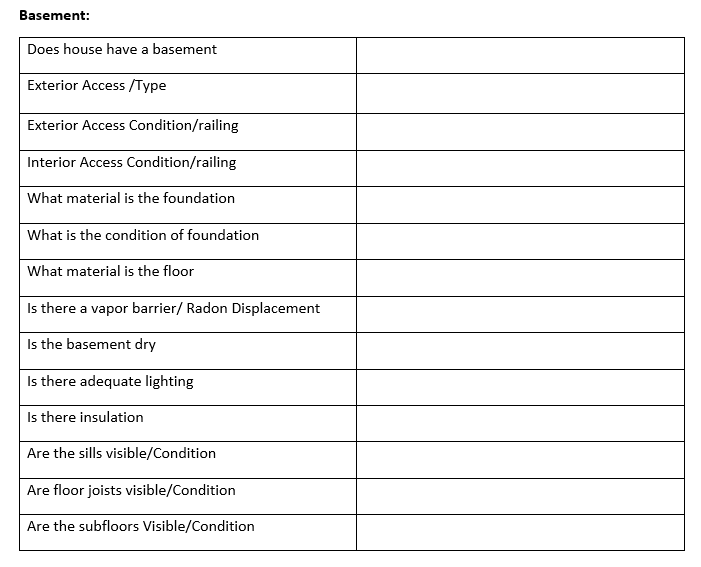 Basement:
Does house have a basement
Exterior Access /Type
Exterior Access Condition/railing
Interior Access Condition/railing
What material is the foundation
What is the condition of foundation
What material is the floor
Is there a vapor barrier/ Radon Displacement
Is the basement dry
Is there adequate lighting
Is there insulation
Are the sills visible/Condition
Are floor joists visible/Condition
Are the subfloors Visible/Condition